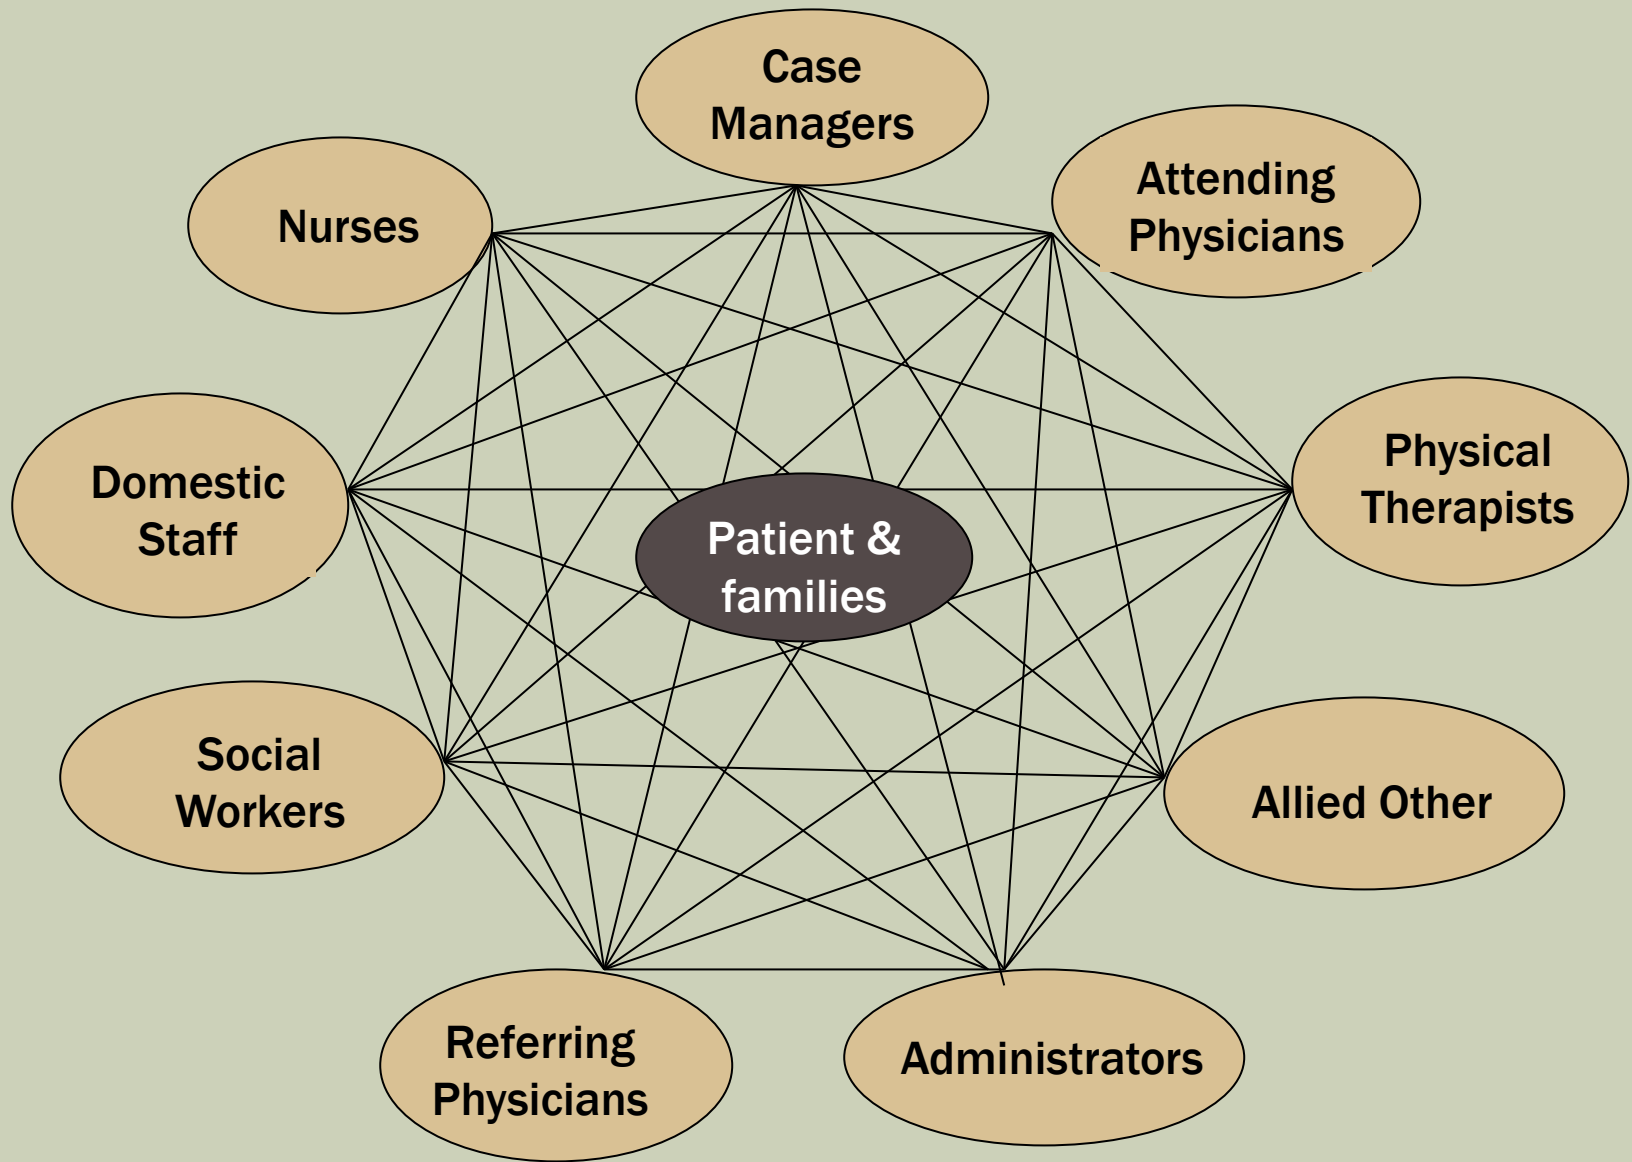 Case
Managers
Attending
Physicians
Nurses
Physical
Therapists
Domestic
Staff
Patient &
families
Social
Workers
Allied Other
Referring
Physicians
Administrators